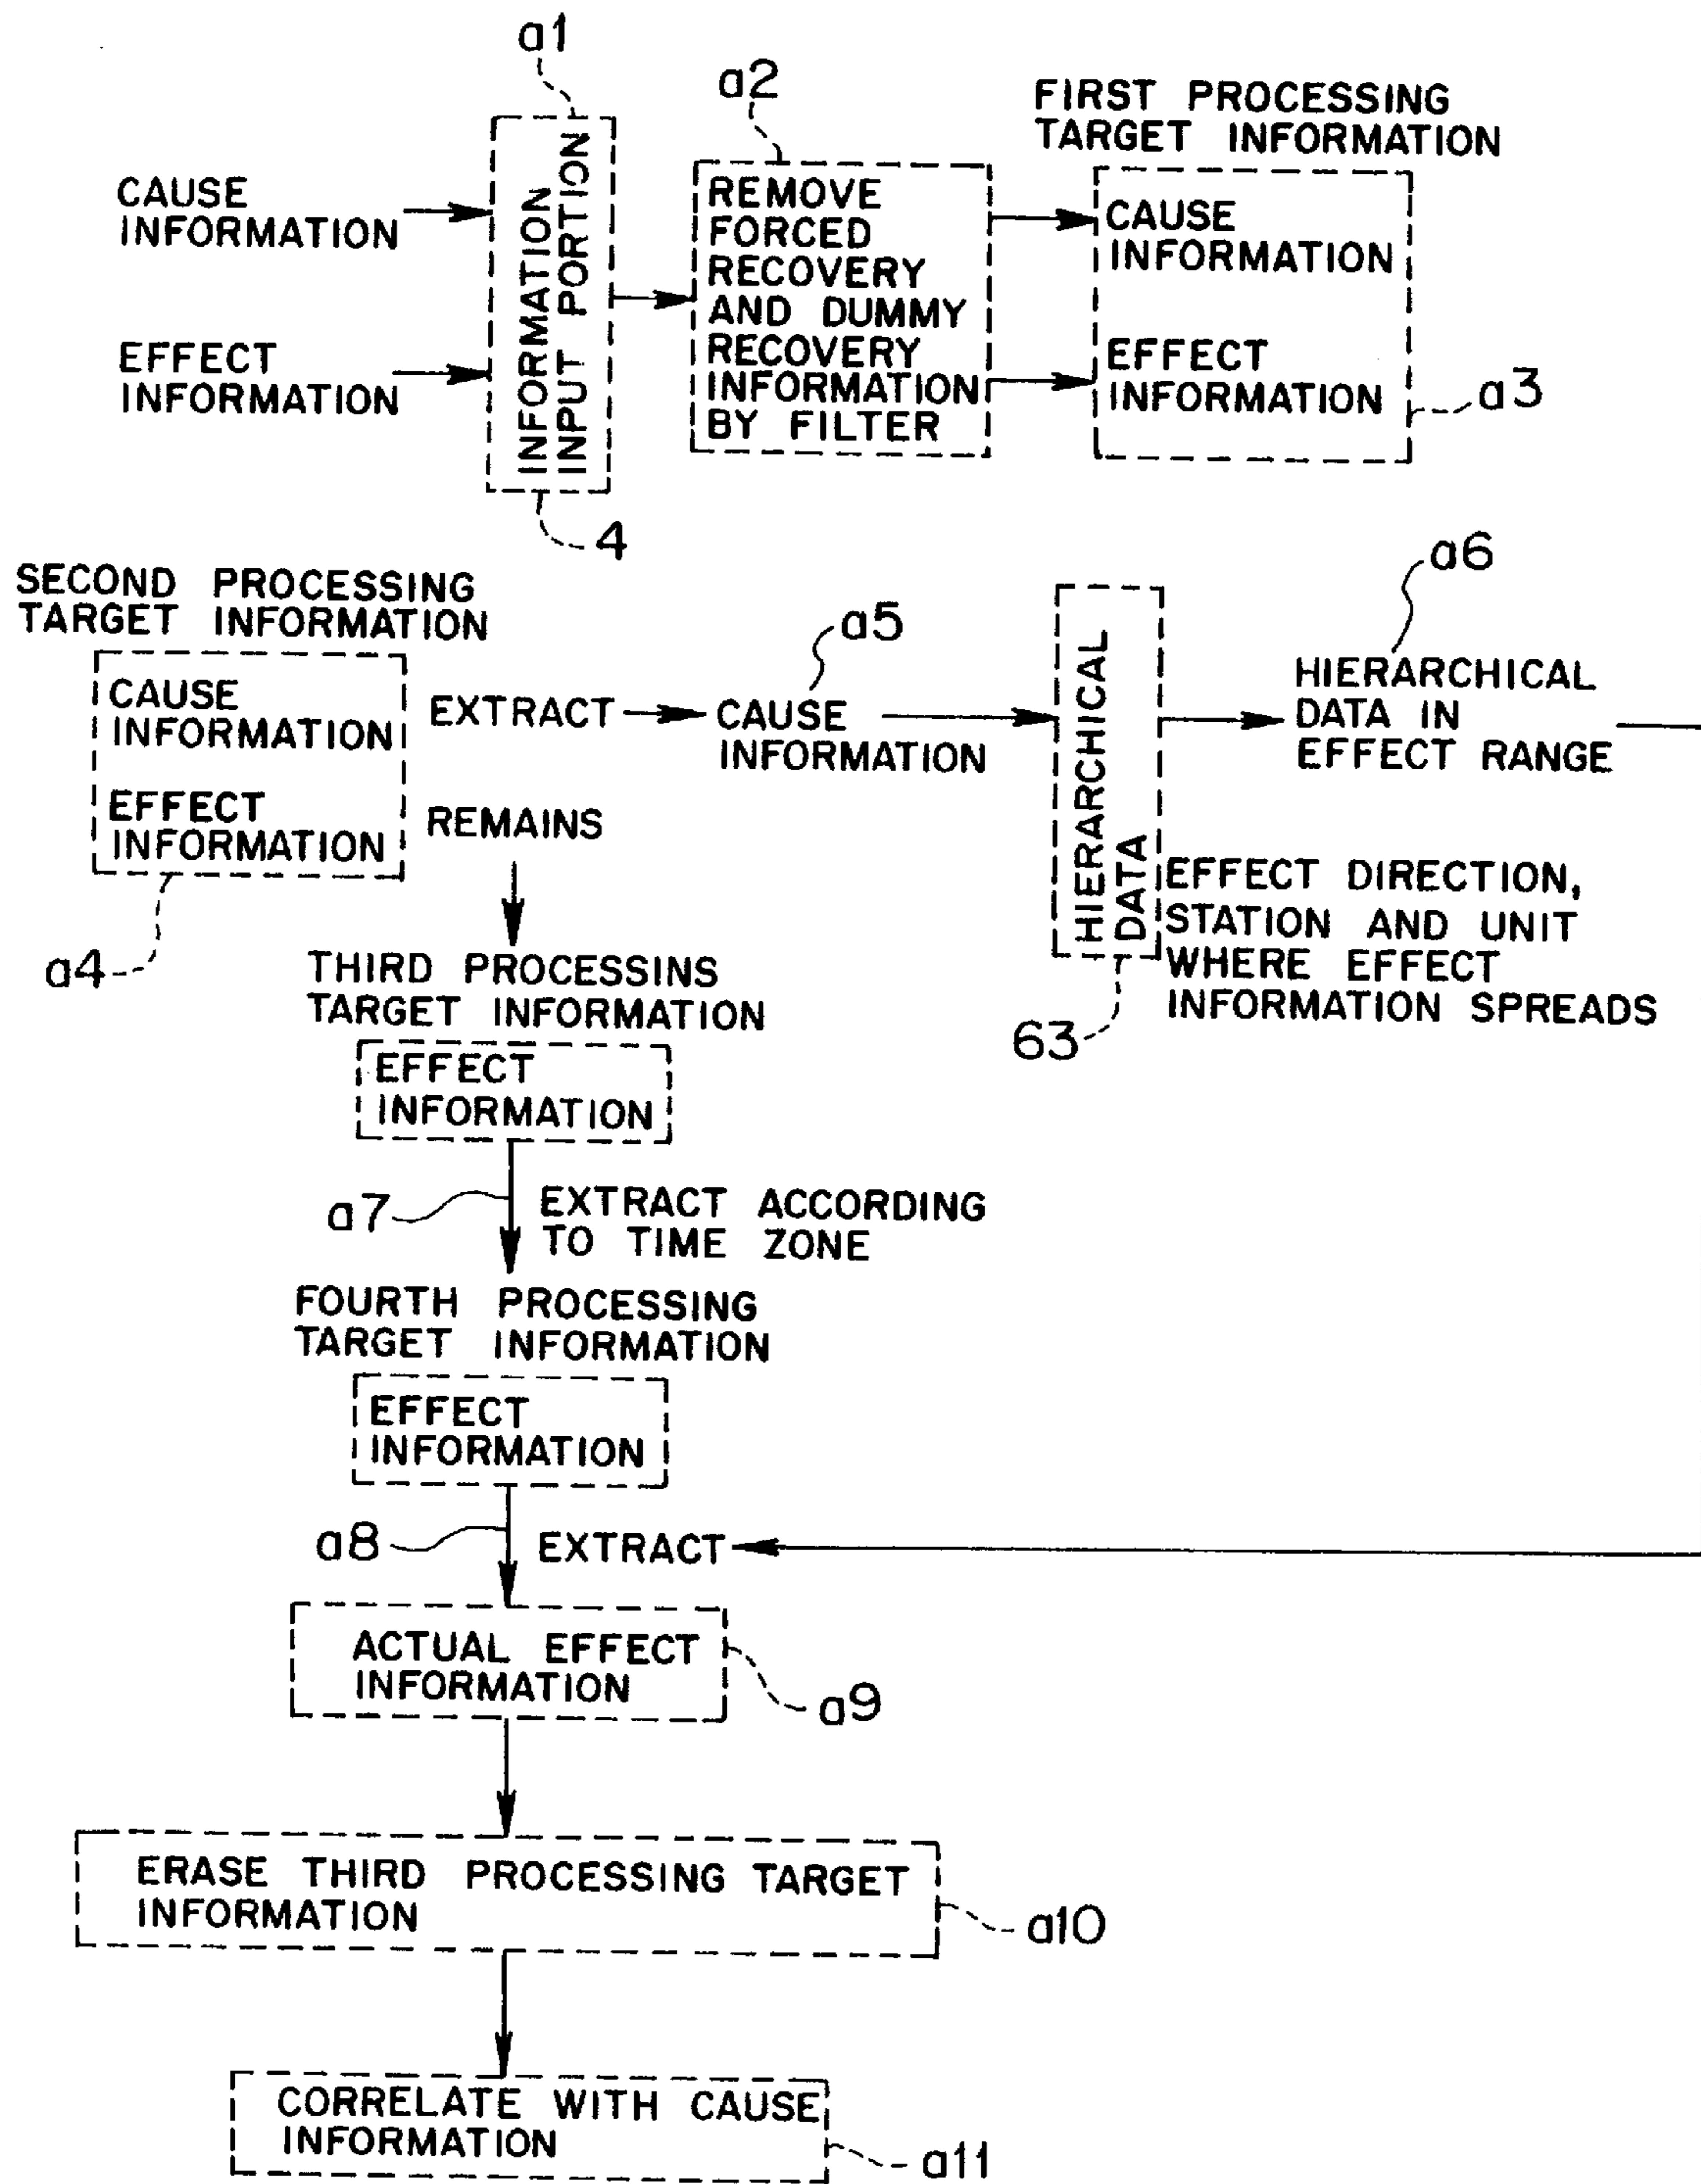 a1
a2
FIRST PROCESSING
TARGET INFORMATION
CAUSE
INFORMATION
EFFECT
INFORMATION
INFORMATION
INPUT PORTION
4
REMOVE
FORCED
RECOVERY
AND DUMMY
RECOVERY
INFORMATION
BY FILTER
CAUSE
INFORMATION
EFFECT
INFORMATION
a3
SECOND PROCESSING
TARGET INFORMATION
CAUSE
INFORMATION
EFFECT
INFORMATION
a4
EXTRACT
a5
CAUSE
INFORMATION
HIERARCHICAL
DATA
63
a6
HIERARCHICAL
DATA IN
EFFECT RANGE
EFFECT DIRECTION,
STATION AND UNIT
WHERE EFFECT
INFORMATION SPREADS
REMAINS
THIRD PROCESSINS
TARGET INFORMATION
EFFECT
INFORMATION
a7
EXTRACT ACCORDING
TO TIME ZONE
FOURTH PROCESSING
TARGET INFORMATION
EFFECT
INFORMATION
a8
EXTRACT
ACTUAL EFFECT
INFORMATION
a9
ERASE THIRD PROCESSING TARGET
INFORMATION
a10
CORRELATE WITH CAUSE
INFORMATION
a11